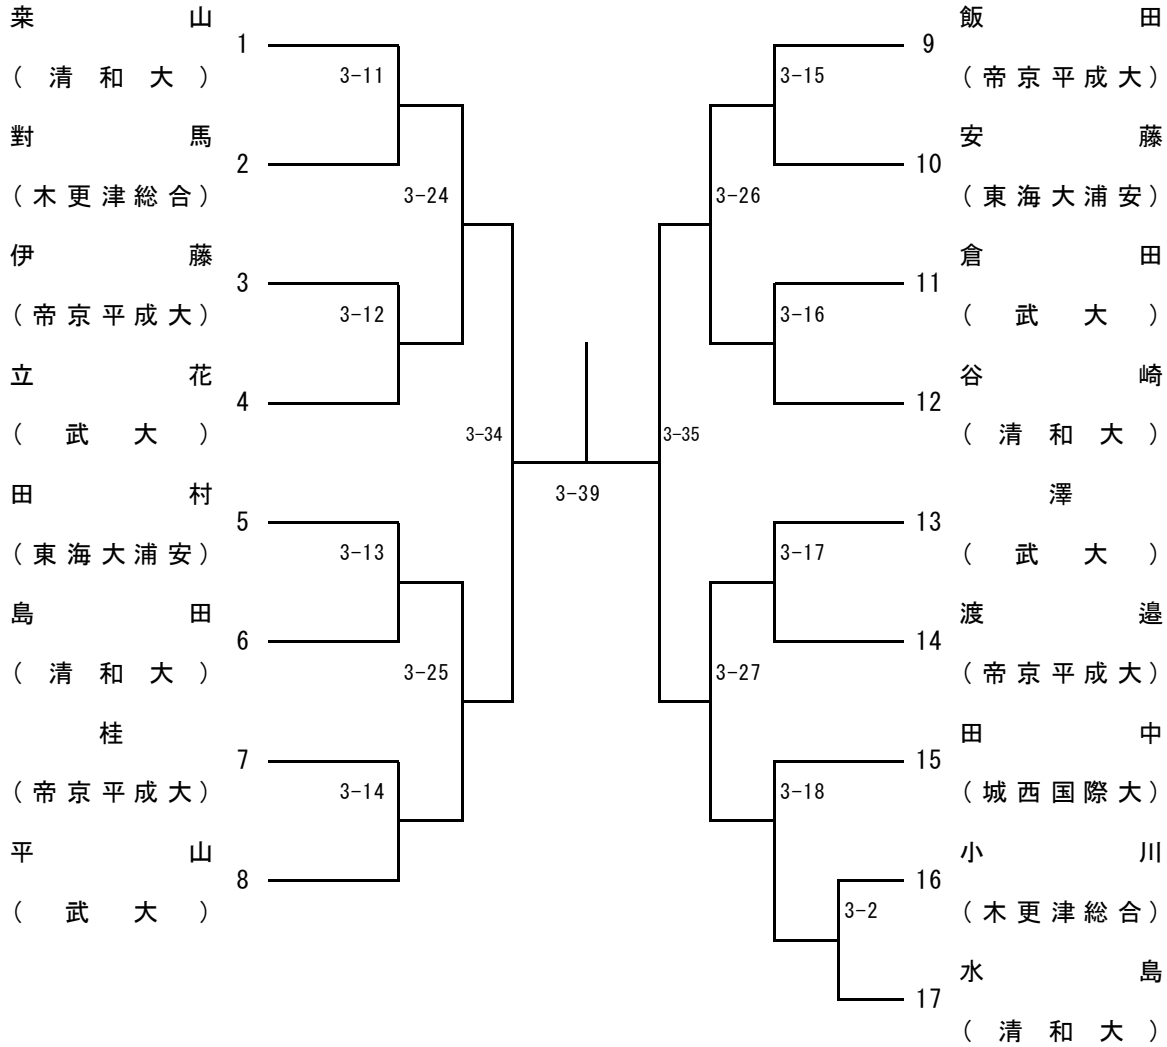 桒山
1
(清和大)
3-11
對馬
2
(木更津総合)
3-24
伊藤
3
(帝京平成大)
3-12
立花
4
(武大)
3-34
田村
5
(東海大浦安)
3-13
島田
6
(清和大)
3-25
桂
7
(帝京平成大)
3-14
平山
8
(武大)
3-39
飯田
9
(帝京平成大)
3-15
安藤
10
(東海大浦安)
3-26
倉田
11
(武大)
3-16
谷崎
12
(清和大)
3-35
澤
13
(武大)
3-17
渡邉
14
(帝京平成大)
3-27
田中
15
(城西国際大)
3-18
小川
16
(木更津総合)
3-2
水島
17
(清和大)